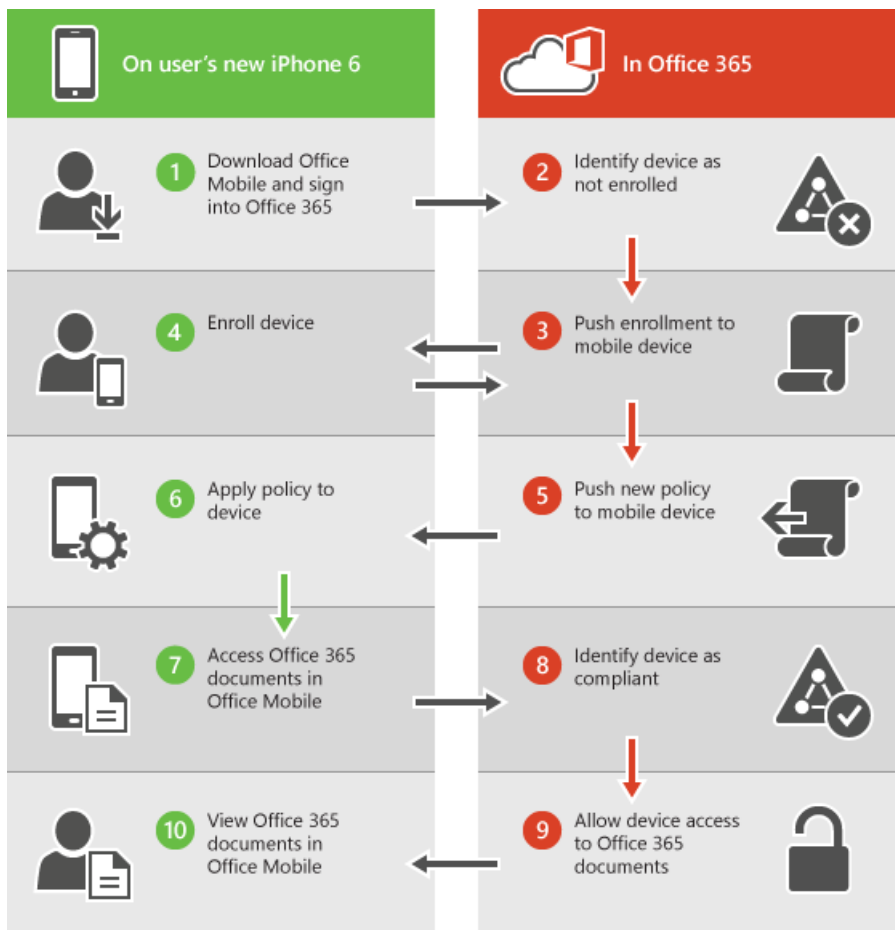 On user's new iPhone 6
In Office 365
1
Download Office
Mobile and sign
into Office 365
2
Identify device as
not enrolled
4
Enroll device
3
Push enrollment to
mobile device
6
Apply policy to
device
5
Push new policy
to mobile device
7
Access Office 365
documents in
Office Mobile
8
Identify device as
compliant
10
View Office 365
documents in
Office Mobile
9
Allow device access
to Office 365
documents